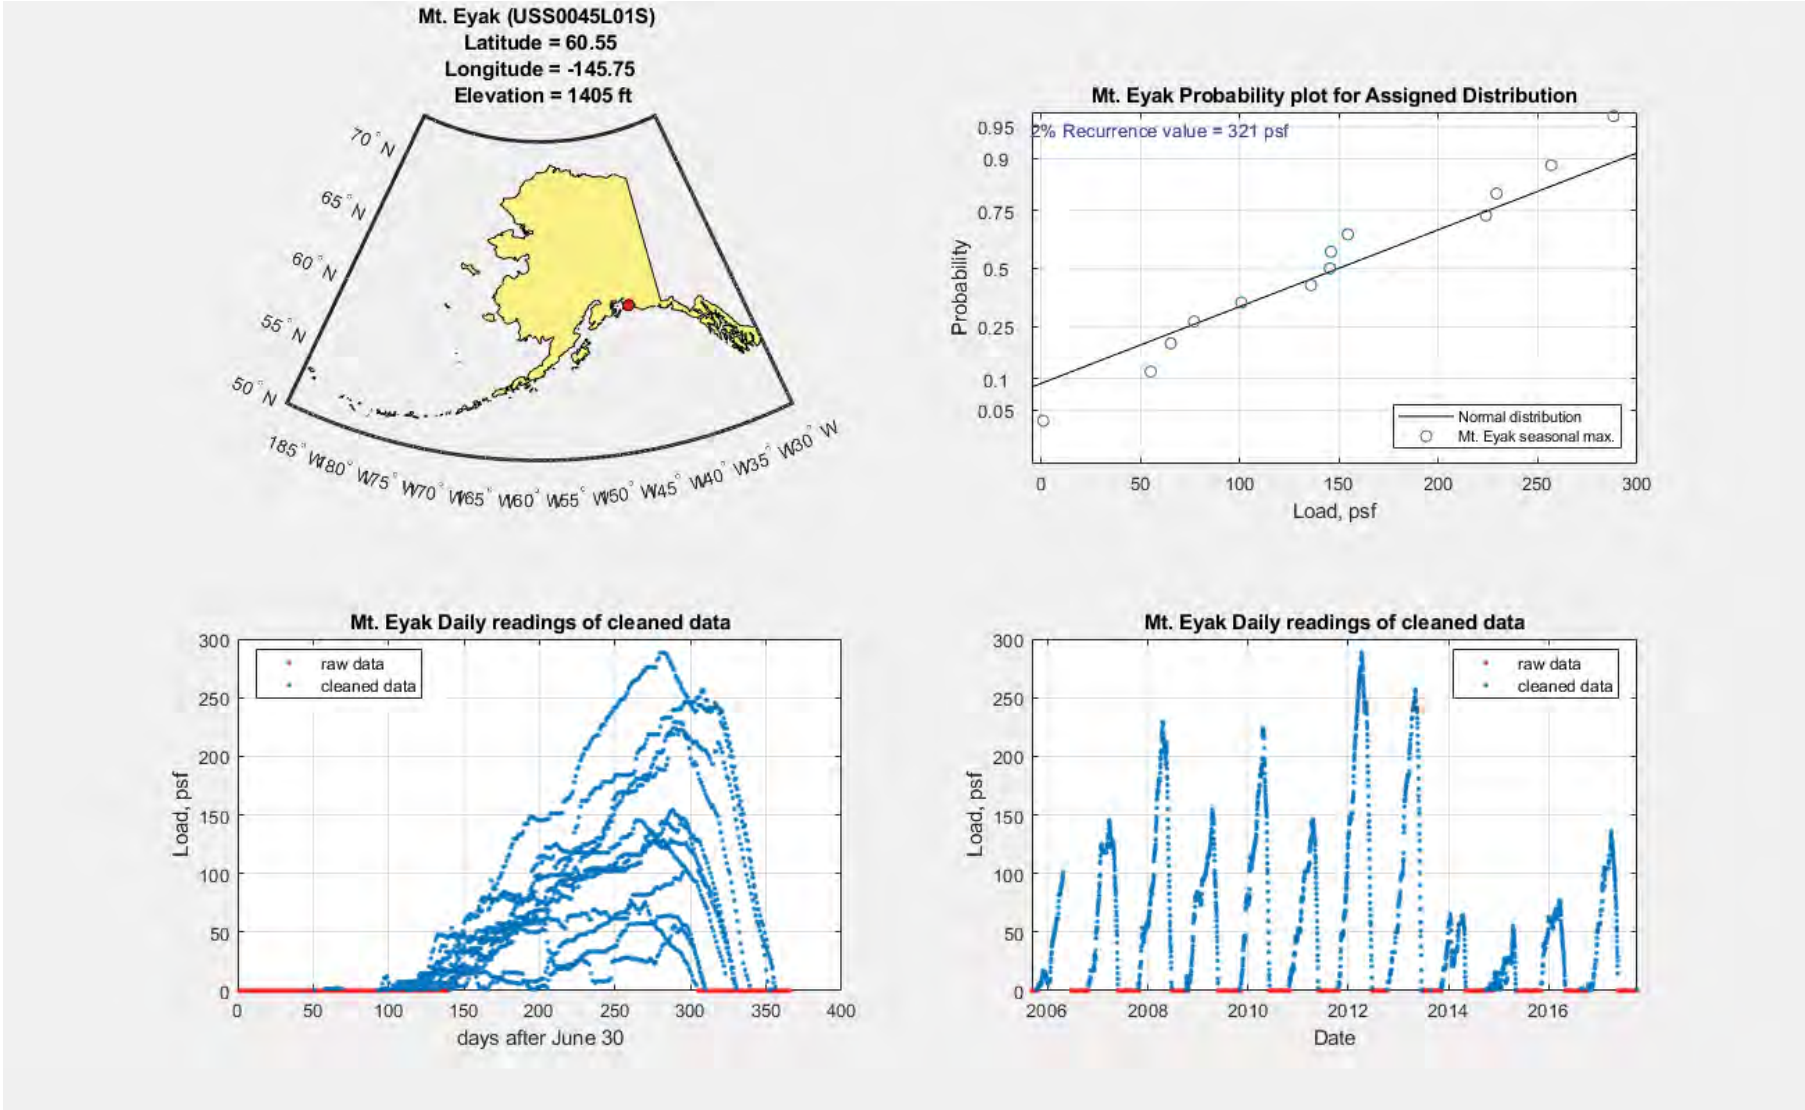 Mt. Eyak (USS0045L01S)
Latitude = 60.55
Longitude = -145.75
Elevation = 1405 ft
70° N
65° N
60° N
55° N
50° N
185° W
180° W
175° W
170° W
165° W
160° W
155° W
150° W
145° W
140° W
135° W
130° W
Mt. Eyak Probability plot for Assigned Distribution
2% Recurrence value = 321 psf
0.95
0.9
0.75
0.5
0.25
0.1
0.05
Probability
Normal distribution
Mt. Eyak seasonal max.
0 50 100 150 200 250 300
Load, psf
Mt. Eyak Daily readings of cleaned data
raw data
cleaned data
300
250
200
150
100
50
0
Load, psf
0 50 100 150 200 250 300 350 400
days after June 30
Mt. Eyak Daily readings of cleaned data
raw data
cleaned data
300
250
200
150
100
50
0
Load, psf
2006 2008 2010 2012 2014 2016
Date